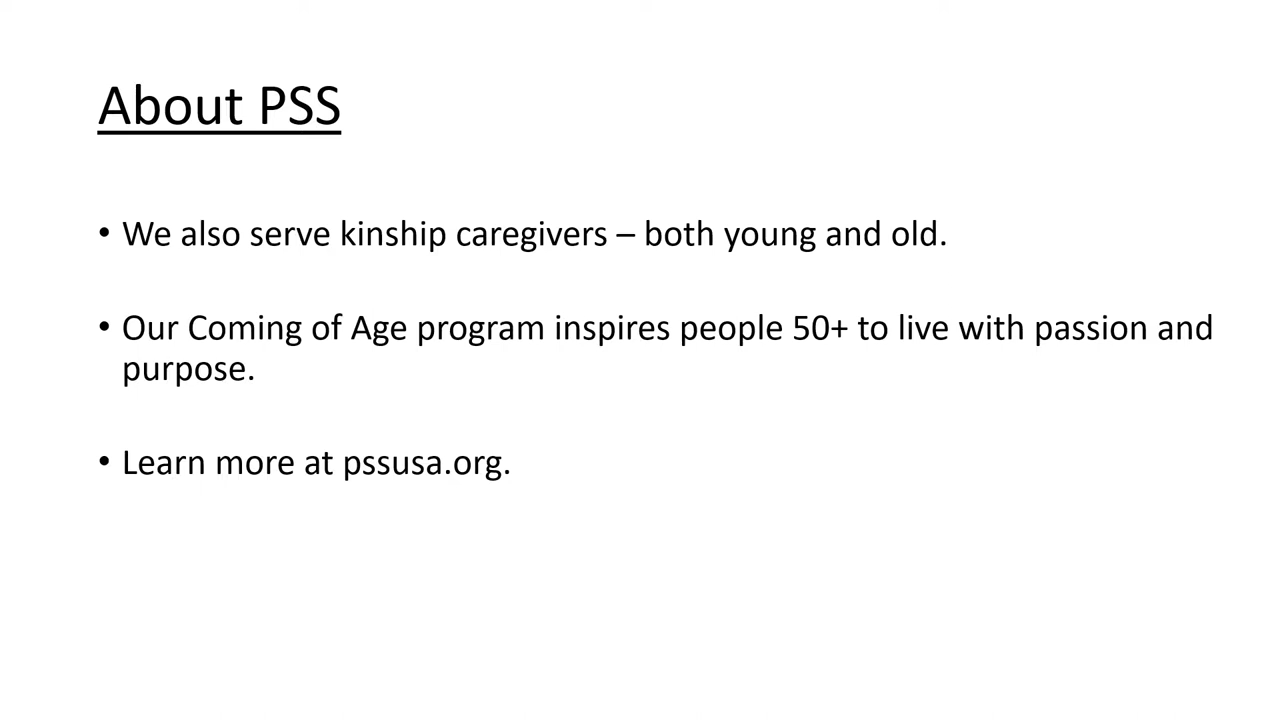 About PSS
• We also serve kinship caregivers – both young and old.
• Our Coming of Age program inspires people 50+ to live with passion and
purpose.
• Learn more at pssusa.org.